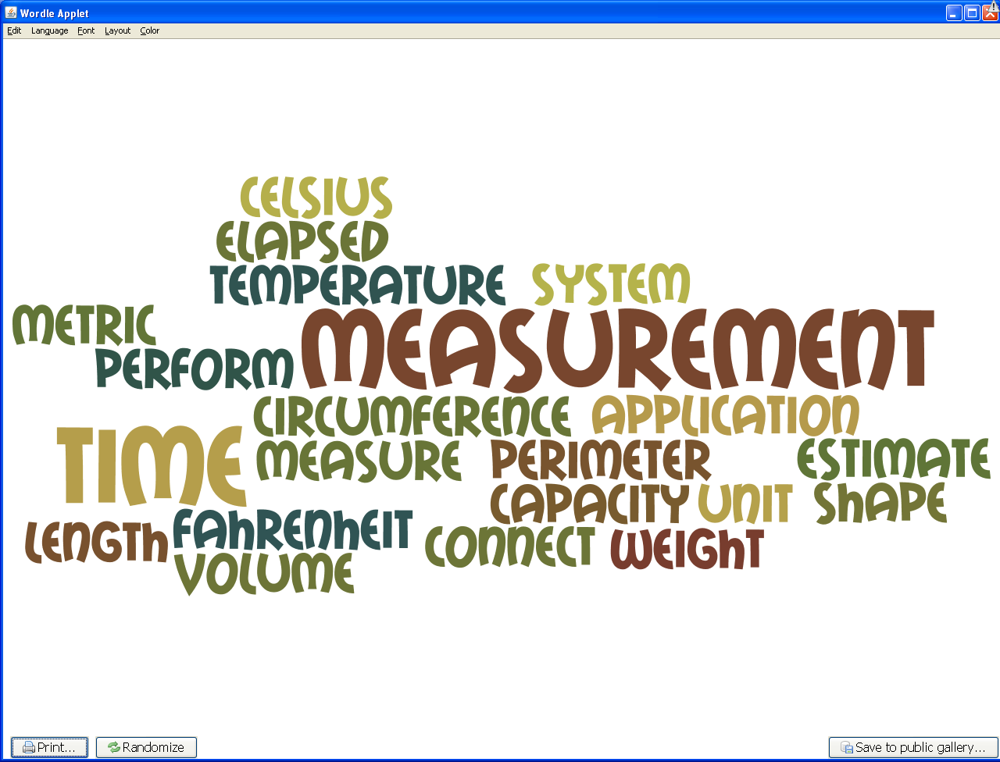 Wordle Applet
Edit Language Font Layout Color
CELSIUS
ELAPSED
TEMPERATURE SYSTEM
METRIC
MEASUREMENT
PERFORM
CIRCUMFERENCE APPLICATION
TIME
MEASURE PERIMETER ESTIMATE
CAPACITY UNIT ShAPE
LENGTh FAhRENhEIT CONNECT WEIGhT
VOLUME
Print... Randomize Save to public gallery...